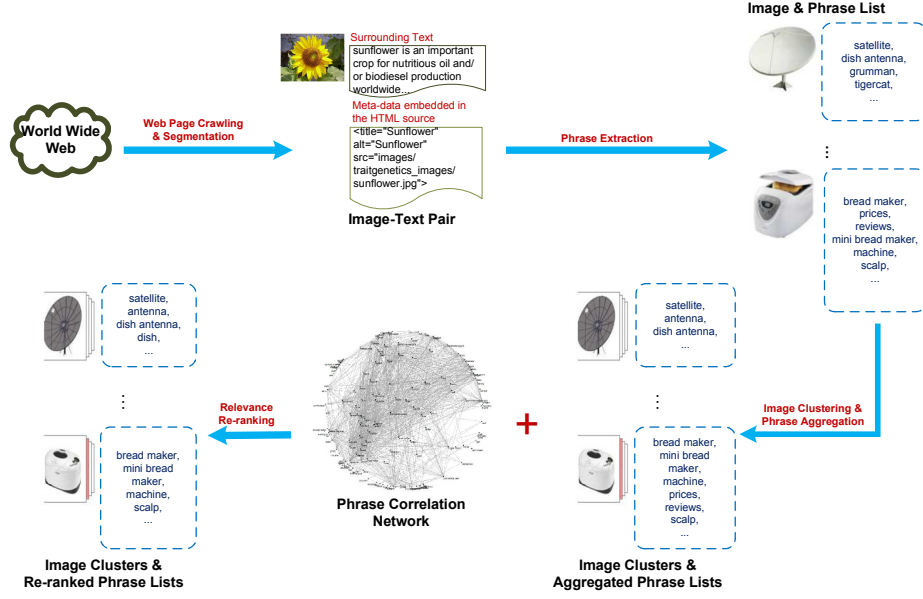 Image & Phrase List
Surrounding Text
sunflower is an important
crop for nutritious oil and/
or biodiesel production
worldwide...
satellite,
dish antenna,
grumman,
tigercat,
...
World Wide
Web
Web Page Crawling
& Segmentation
Meta-data embedded in
the HTML source
<title="Sunflower"
alt="Sunflower"
src="images/
traitgenetics_images/
sunflower.jpg">
Image-Text Pair
Phrase Extraction
...
bread maker,
prices,
reviews,
mini bread maker,
machine,
scalp,
...
satellite,
antenna,
dish antenna,
dish,
...
satellite,
antenna,
dish antenna,
...
...
Relevance
Re-ranking
+
...
Image Clustering &
Phrase Aggregation
bread maker,
mini bread
maker,
machine,
scalp,
...
Phrase Correlation
Network
bread maker,
mini bread
maker,
machine,
prices,
reviews,
scalp,
...
Image Clusters &
Re-ranked Phrase Lists
Image Clusters &
Aggregated Phrase Lists